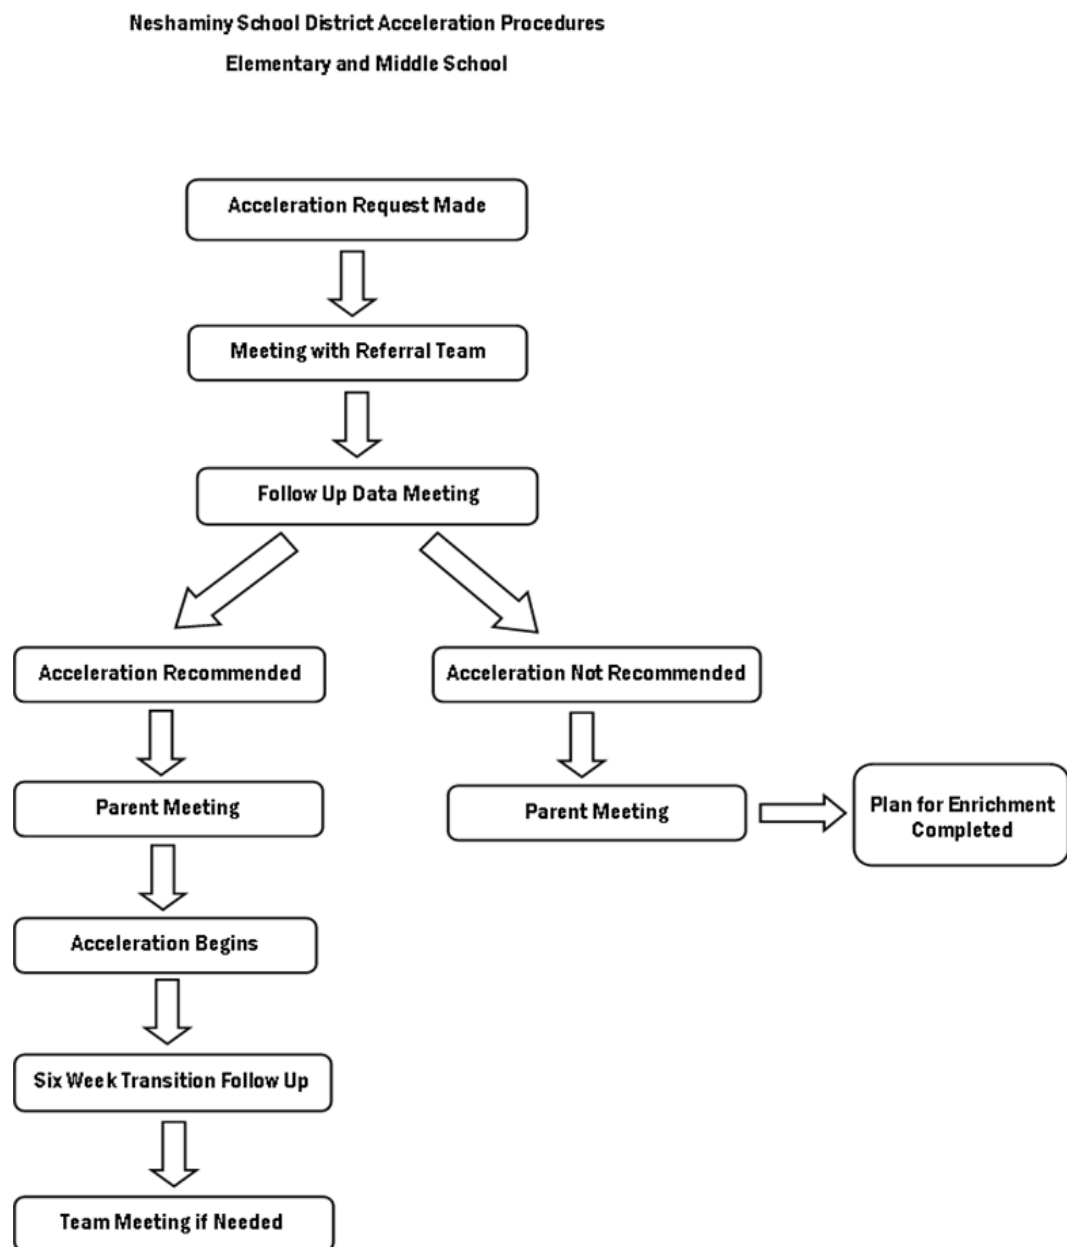 Neshaminy School District Acceleration Procedures
Elementary and Middle School
Acceleration Request Made
Meeting with Referral Team
Follow Up Data Meeting
Acceleration Recommended
Acceleration Not Recommended
Parent Meeting
Parent Meeting
Plan for Enrichment
Completed
Acceleration Begins
Six Week Transition Follow Up
Team Meeting if Needed